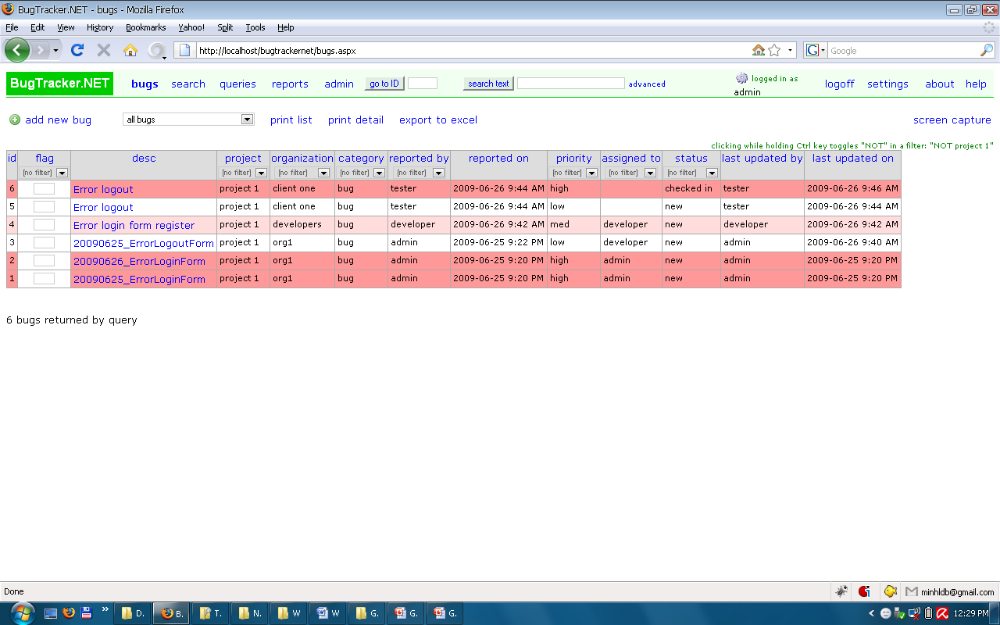 BugTracker.NET - bugs - Mozilla Firefox
File Edit View History Bookmarks Yahoo! Split Tools Help
http://localhost/bugtrackernet/bugs.aspx G Google
BugTracker.NET bugs search queries reports admin go to ID search text advanced logged in as admin logoff settings about help
add new bug all bugs print list print detail export to excel screen capture
clicking while holding Ctrl key toggles "NOT" in a filter: "NOT project 1"
id flag desc project organization category reported by reported on priority assigned to status last updated by last updated on
[no filter] [no filter] [no filter] [no filter] [no filter] [no filter] [no filter] [no filter] [no filter]
6 Error logout project 1 client one bug tester 2009-06-26 9:44 AM high checked in tester 2009-06-26 9:46 AM
5 Error logout project 1 client one bug tester 2009-06-26 9:44 AM low new tester 2009-06-26 9:44 AM
4 Error login form register project 1 developers bug developer 2009-06-26 9:42 AM med developer new developer 2009-06-26 9:42 AM
3 20090625_ErrorLogoutForm project 1 org1 bug admin 2009-06-25 9:22 PM low developer new admin 2009-06-26 9:40 AM
2 20090626_ErrorLoginForm project 1 org1 bug admin 2009-06-25 9:20 PM high admin new admin 2009-06-25 9:20 PM
1 20090625_ErrorLoginForm project 1 org1 bug admin 2009-06-25 9:20 PM high admin new admin 2009-06-25 9:20 PM
6 bugs returned by query
Done minhldb@gmail.com
D. B. T. N. W W G. G. G. 12:29 PM